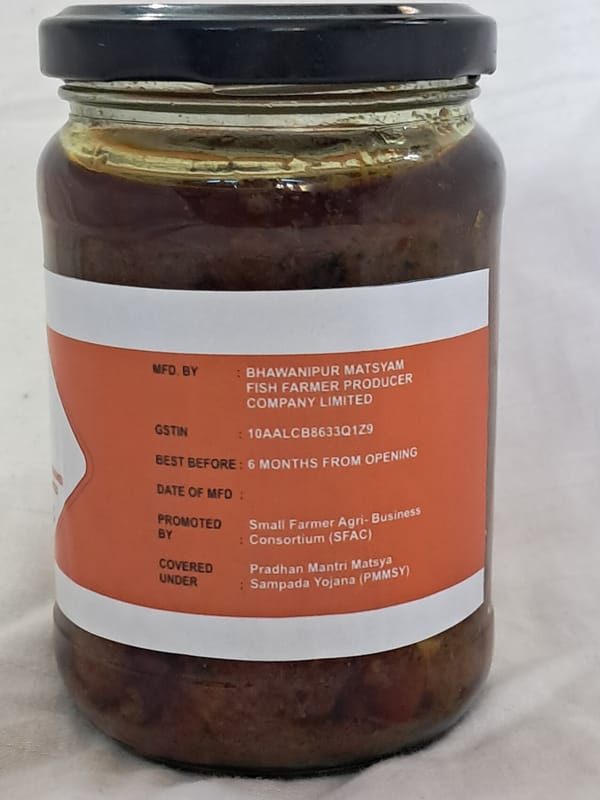 MFD. BY : BHAWANIPUR MATSYAM
FISH FARMER PRODUCER
COMPANY LIMITED
GSTIN : 10AALCB8633Q1Z9
BEST BEFORE : 6 MONTHS FROM OPENING
DATE OF MFD :
PROMOTED Small Farmer Agri- Business
BY : Consortium (SFAC)
COVERED Pradhan Mantri Matsya
UNDER : Sampada Yojana (PMMSY)